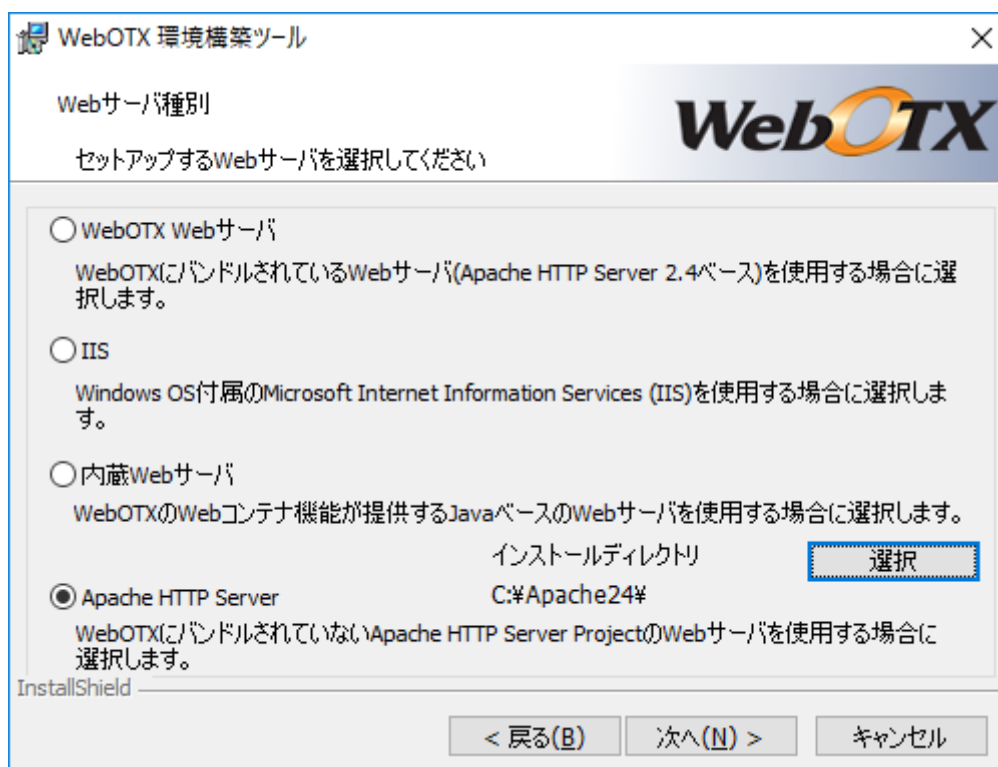 WebOTX 環境構築ツール
Webサーバ種別
WebOTX
セットアップするWebサーバを選択してください
WebOTX Webサーバ
WebOTXにバンドルされているWebサーバ(Apache HTTP Server 2.4ベース)を使用する場合に選
択します。
IIS
Windows OS付属のMicrosoft Internet Information Services (IIS)を使用する場合に選択しま
す。
内蔵Webサーバ
WebOTXのWebコンテナ機能が提供するJavaベースのWebサーバを使用する場合に選択します。
インストールディレクトリ
選択
Apache HTTP Server
C:¥Apache24¥
WebOTXにバンドルされていないApache HTTP Server ProjectのWebサーバを使用する場合に
選択します。
InstallShield
< 戻る(B)
次へ(N) >
キャンセル